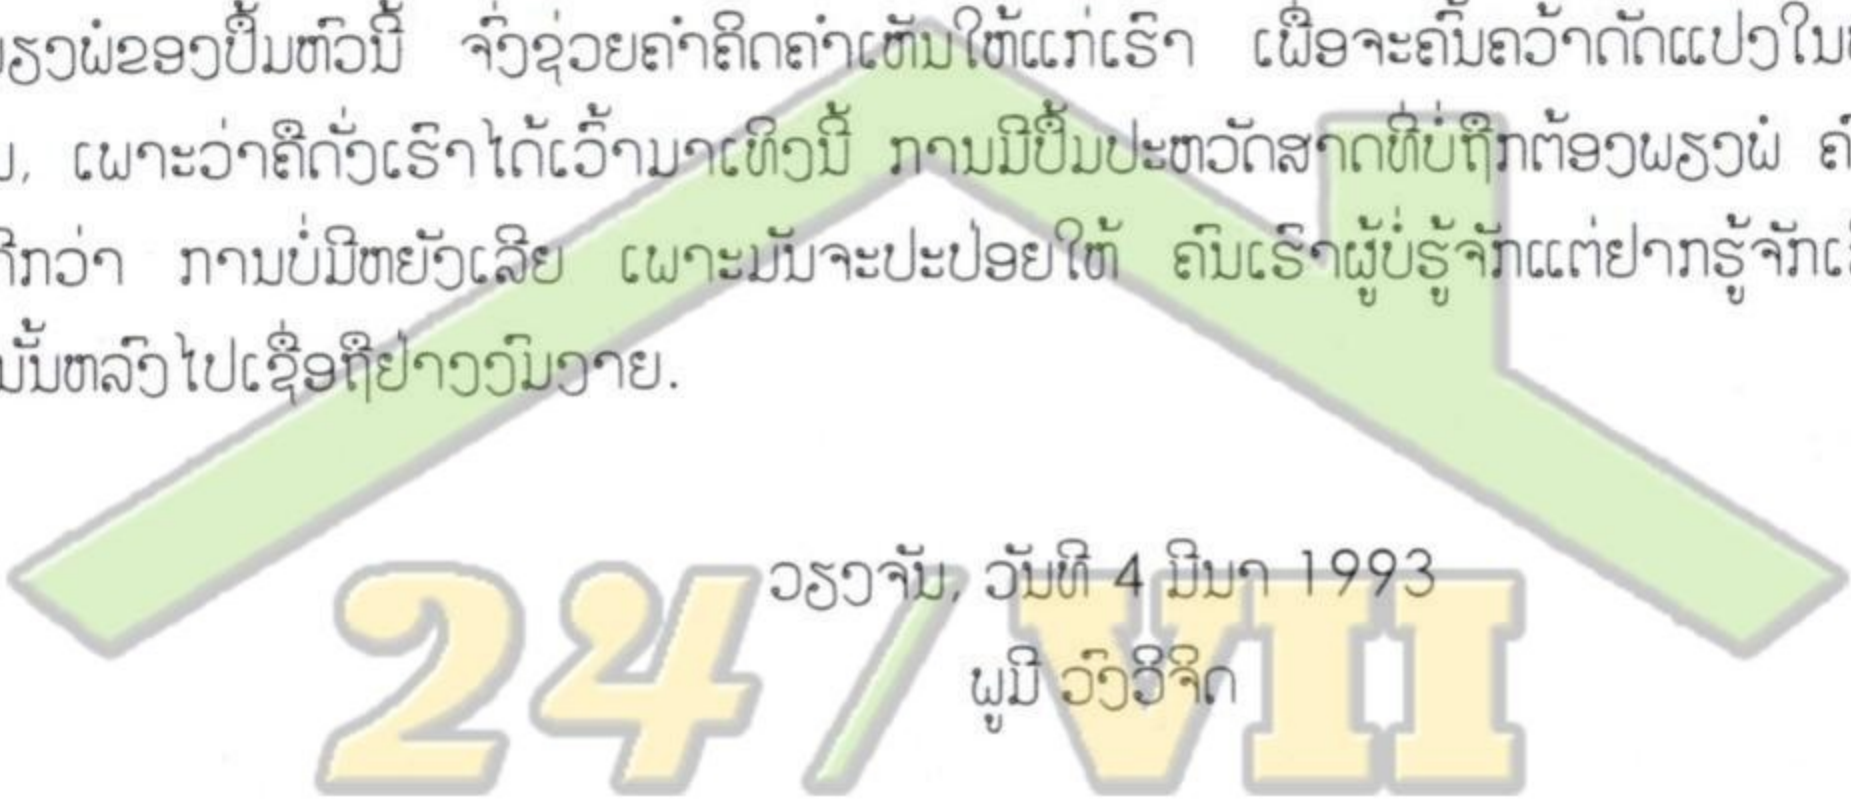 ພຽງພໍຂອງປຶ້ມຫົວນີ້ ຈົ່ງຊ່ວຍຄຳຄິດຄຳເຫັນໃຫ້ແກ່ເຮົາ ເພື່ອຈະຄົ້ນຄວ້າດັດແປງໃນ
ເພາະວ່າຄືດັ່ງເຮົາໄດ້ເວົ້າມາເທິງນີ້ ການມີປຶ້ມປະຫວັດສາດທີ່ບໍ່ຖືກຕ້ອງພຽງພໍ
ກວ່າ ການບໍ່ມີຫຍັງເລີຍ ເພາະມັນຈະປະປ່ອຍໃຫ້ ຄົນເຮົາຜູ້ບໍ່ຮູ້ຈັກແຕ່ຢາກຮູ້ຈັກ
ນັ້ນຫລົງໄປເຊື່ອຖືຢ່າງງົມງາຍ.
ວຽງຈັນ, ວັນທີ 4 ມີນາ 1993
ພູມີ ວົງວິຈິດ
24/VII